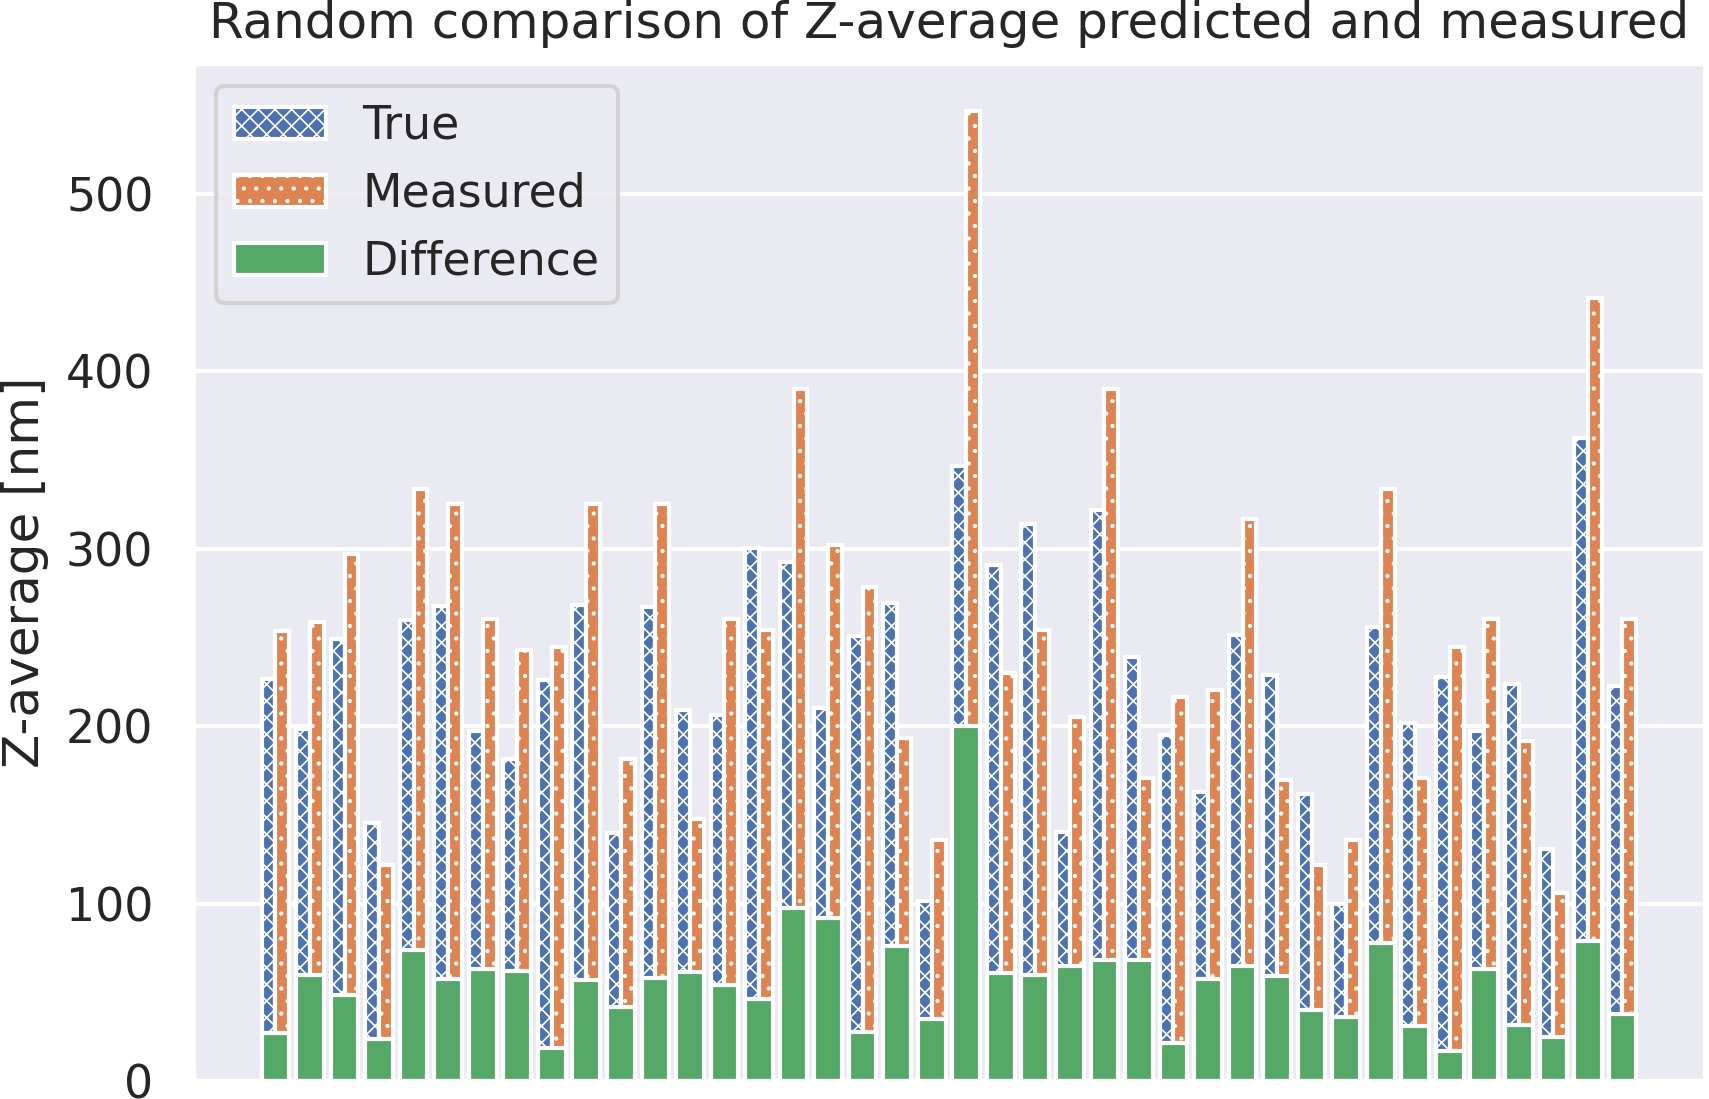 Random comparison of Z-average predicted and measured
True
Measured
Difference
Z-average [nm]
500
400
300
200
100
0